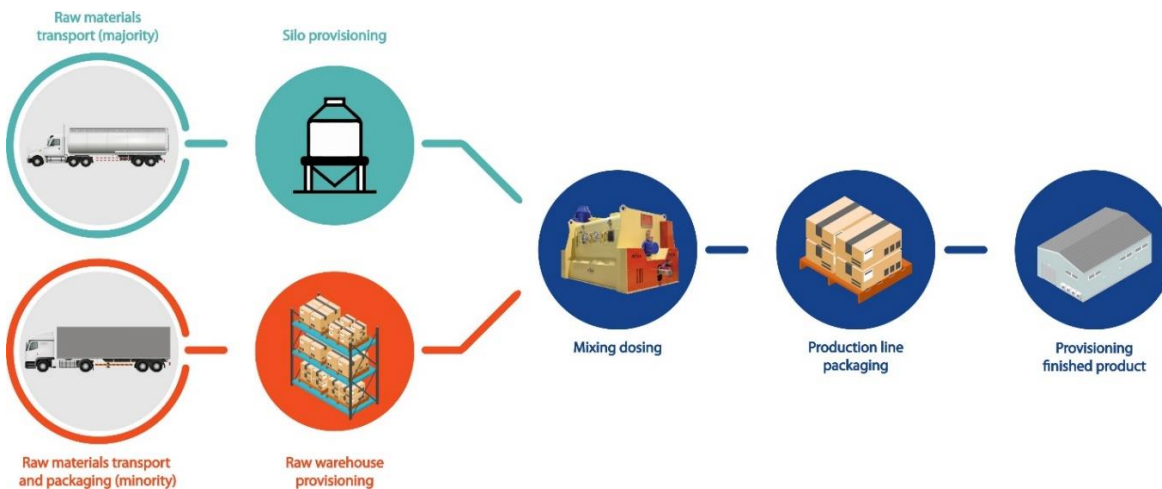 Raw materials
transport (majority)
Silo provisioning
Mixing dosing
Production line
packaging
Provisioning
finished product
Raw materials transport
and packaging (minority)
Raw warehouse
provisioning